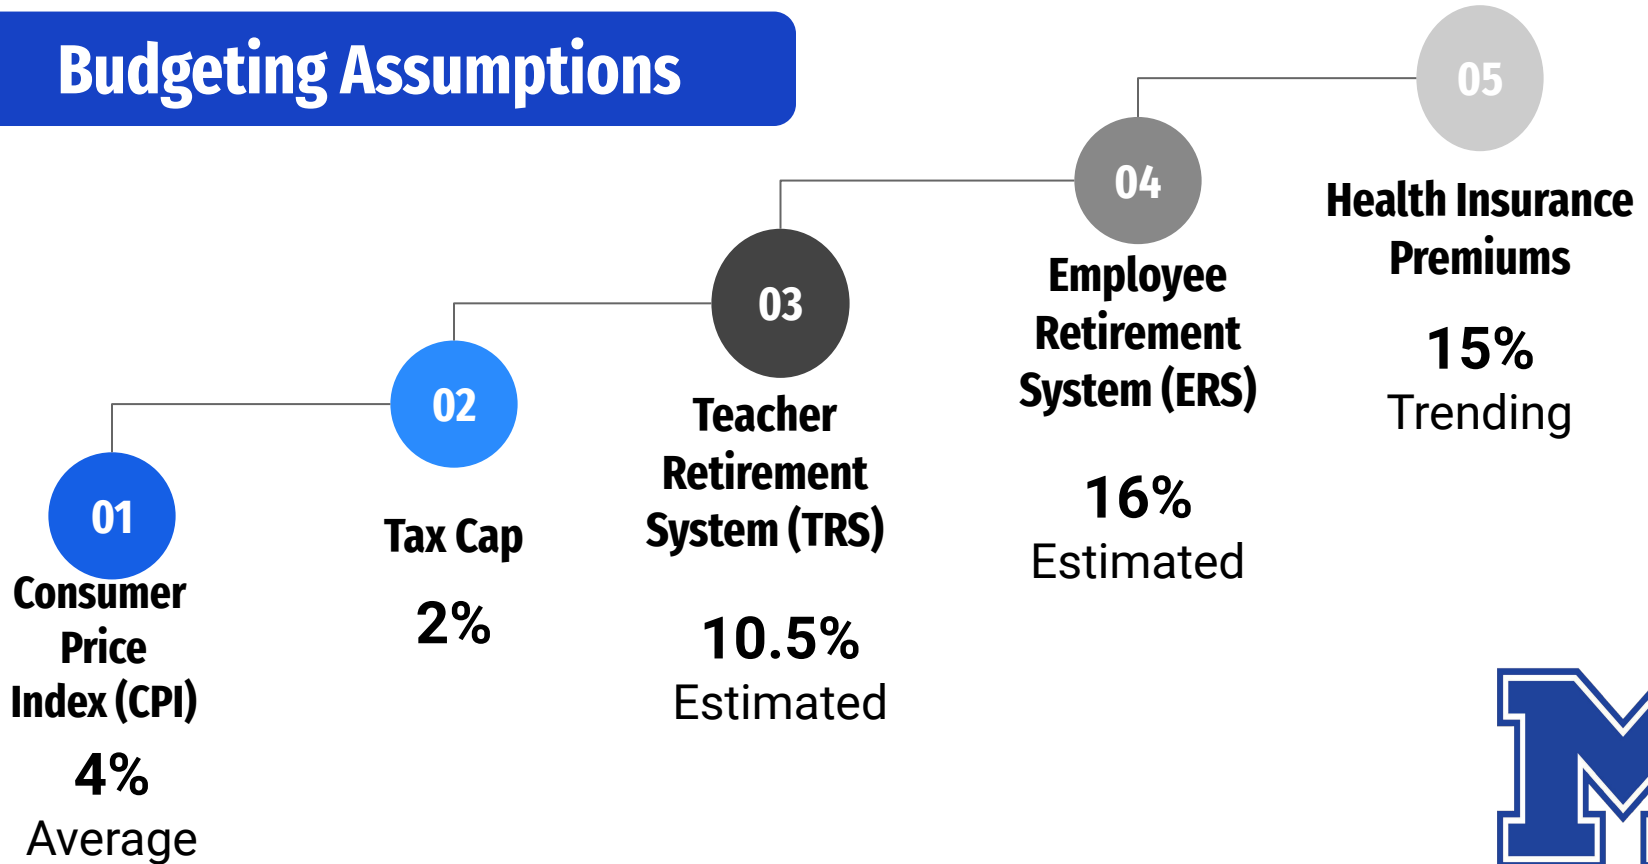 Budgeting Assumptions
01
Consumer
Price
Index (CPI)
4%
Average
02
Tax Cap
2%
03
Teacher
Retirement
System (TRS)
10.5%
Estimated
04
Employee
Retirement
System (ERS)
16%
Estimated
05
Health Insurance
Premiums
15%
Trending
M